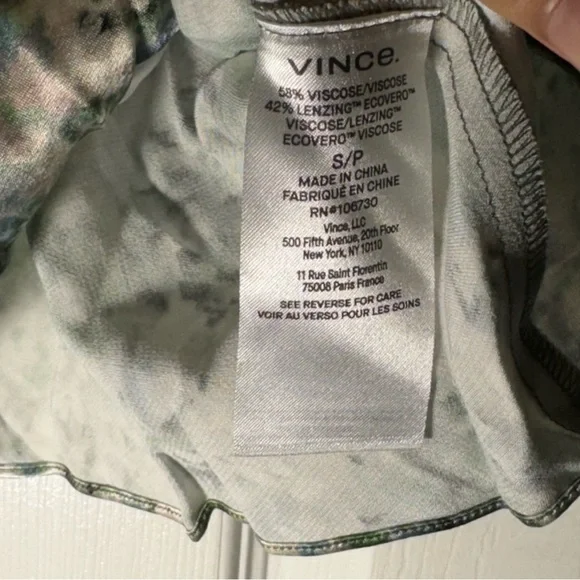 VINCe.
58% VISCOSE/VISCOSE
42% LENZING™ ECOVERO™
VISCOSE/LENZING™
ECOVERO™ VISCOSE
S/P
MADE IN CHINA
FABRIQUÉ EN CHINE
RN#106730
Vince, LLC
500 Fifth Avenue, 20th Floor
New York, NY 10110
11 Rue Saint Florentin
75008 Paris France
SEE REVERSE FOR CARE
VOIR AU VERSO POUR LES SOINS